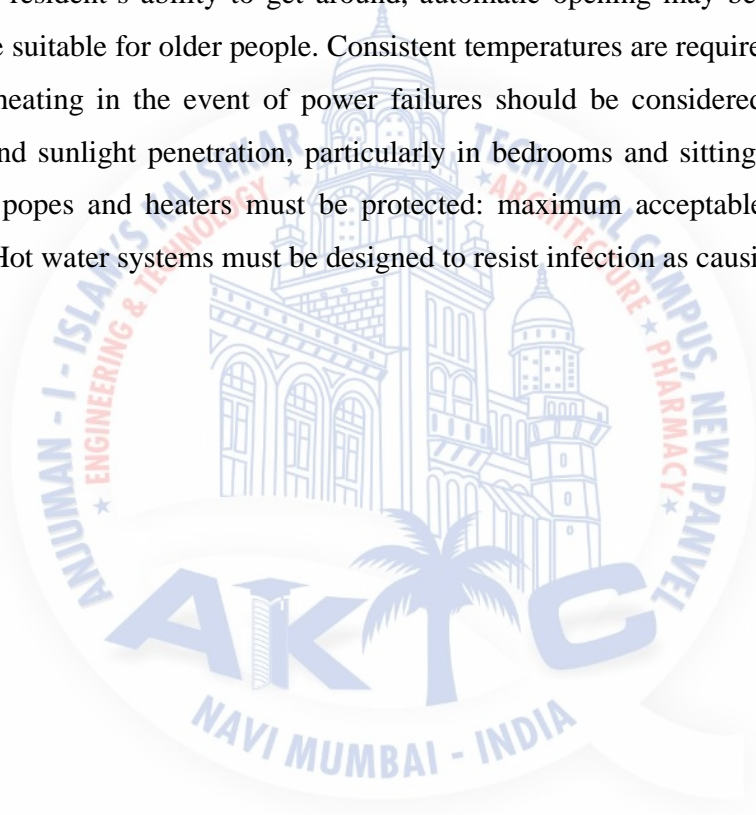 resident's ability to get around, automatic opening may be
suitable for older people. Consistent temperatures are require
heating in the event of power failures should be considered
nd sunlight penetration, particularly in bedrooms and sitting
popes and heaters must be protected: maximum acceptable
Hot water systems must be designed to resist infection as causi
ANJUMAN - I - ISLAM'S KALSEKAR TECHNICAL CAMPUS, NEW PANVEL
★ ENGINEERING & TECHNOLOGY ★ ★ ARCHITECTURE ★ PHARMACY ★
AKTC
NAVI MUMBAI - INDIA